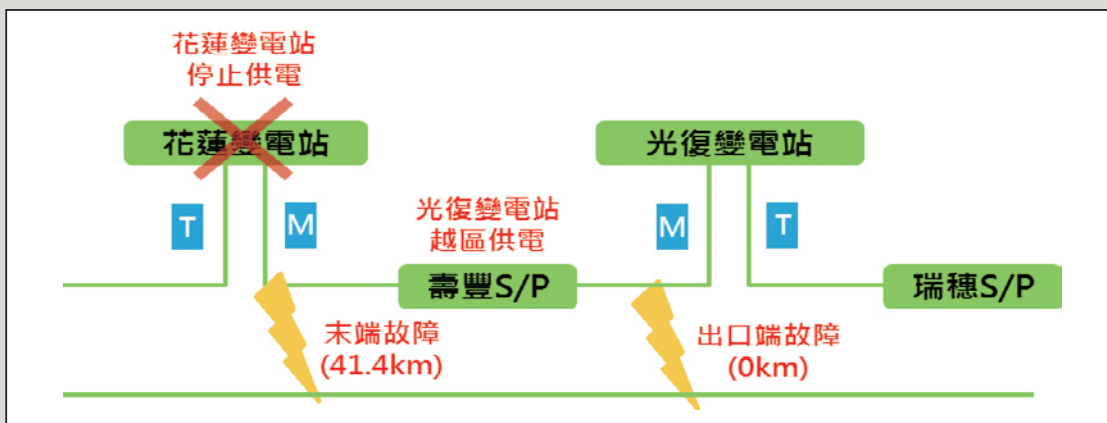 花蓮變電站
停止供電
花蓮變電站
光復變電站
T
M
光復變電站
越區供電
M
T
壽豐S/P
瑞穗S/P
末端故障
(41.4km)
出口端故障
(0km)